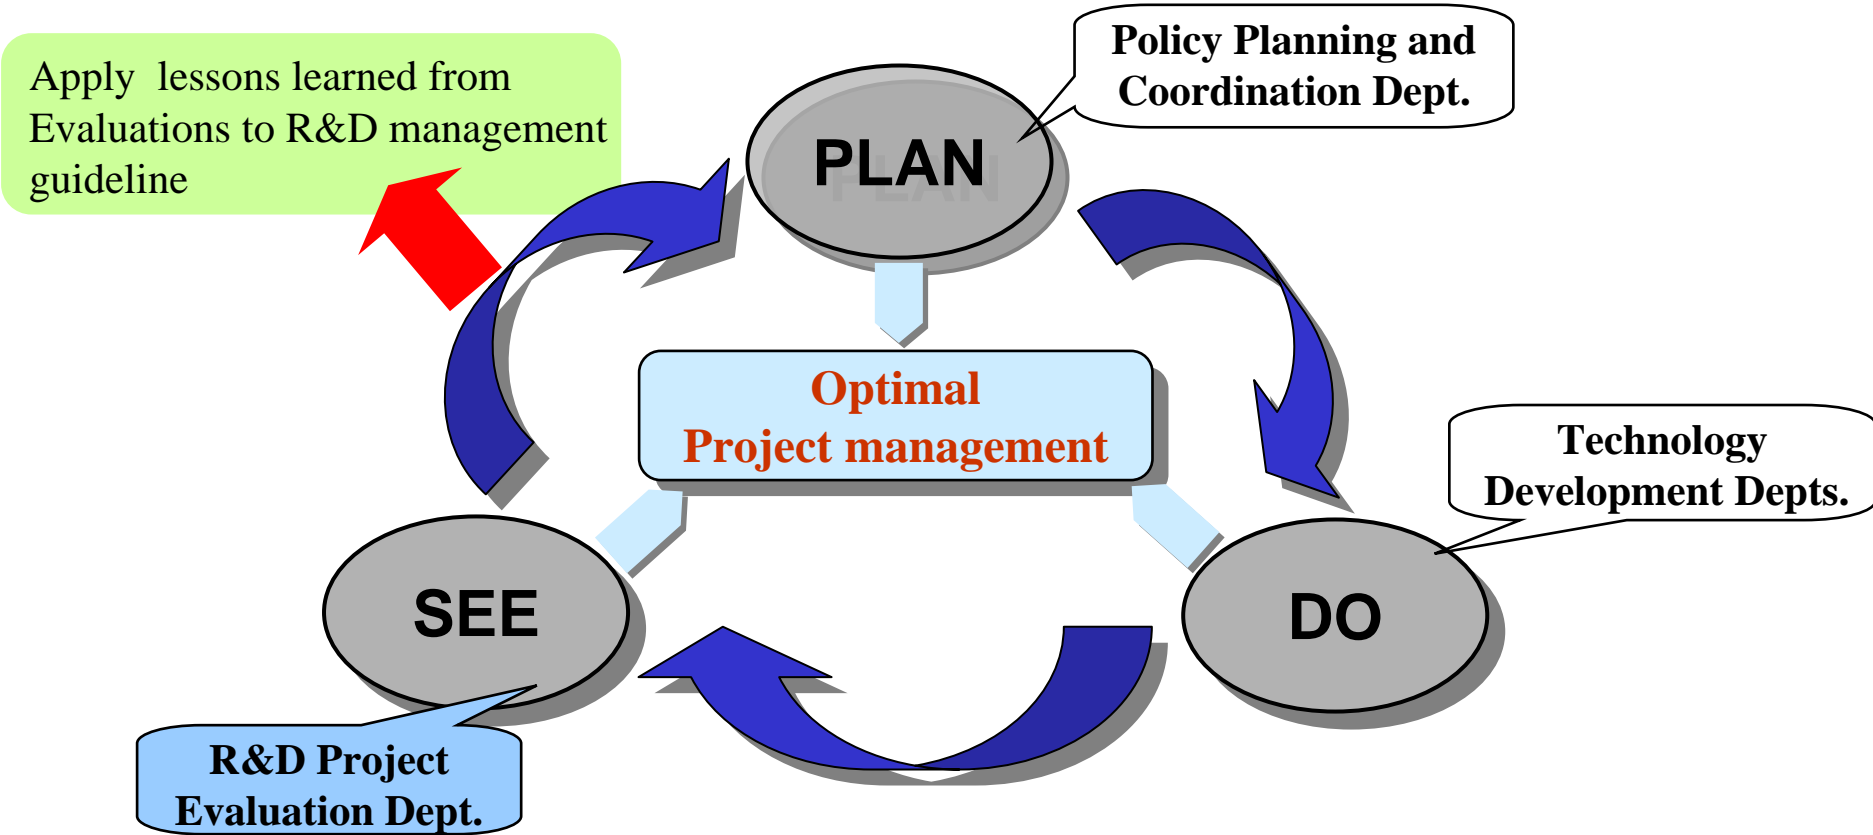 Policy Planning and
Coordination Dept.
Apply lessons learned from
Evaluations to R&D management
guideline
PLAN
Optimal
Project management
Technology
Development Depts.
SEE
DO
R&D Project
Evaluation Dept.